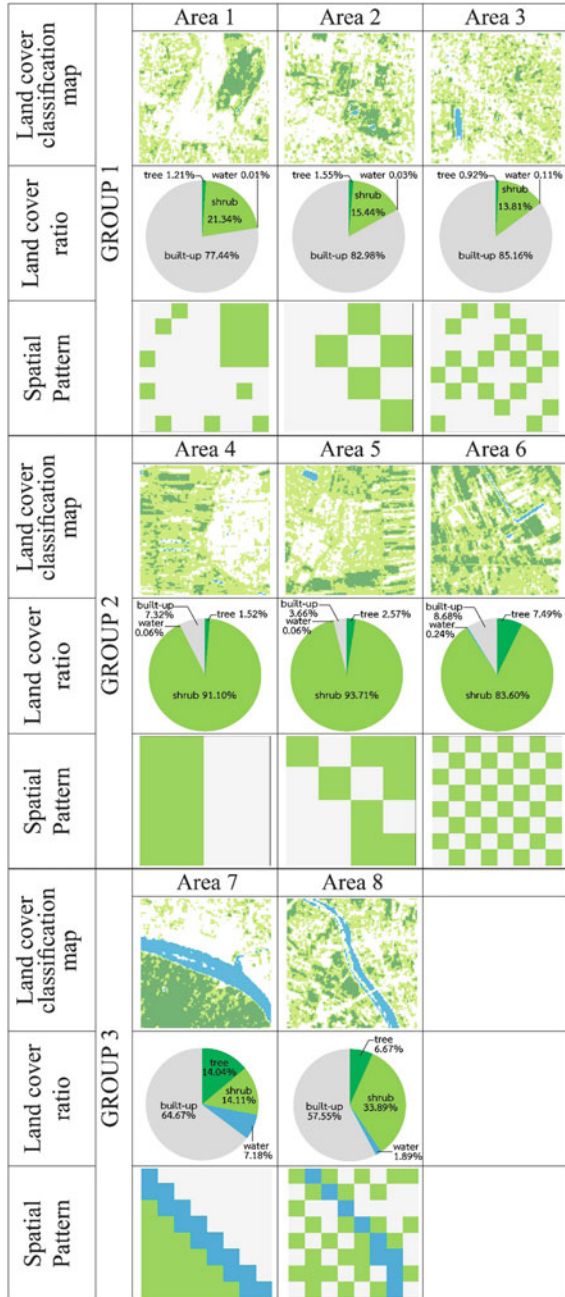 Area 1 Area 2 Area 3
Land cover
classification
map
GROUP 1
Land cover
ratio
tree 1.21% water 0.01%
shrub
21.34%
built-up 77.44%
tree 1.55% water 0.03%
shrub
15.44%
built-up 82.98%
tree 0.92% water 0.11%
shrub
13.81%
built-up 85.16%
Spatial
Pattern
Area 4 Area 5 Area 6
Land cover
classification
map
GROUP 2
Land cover
ratio
built-up
7.32%
tree 1.52%
water
0.06%
shrub 91.10%
built-up
3.66%
tree 2.57%
water
0.06%
shrub 93.71%
built-up
8.68%
tree 7.49%
water
0.24%
shrub 83.60%
Spatial
Pattern
Area 7 Area 8
Land cover
classification
map
GROUP 3
Land cover
ratio
tree
14.04%
shrub
14.11%
built-up
64.67%
water
7.18%
tree
6.67%
shrub
33.89%
built-up
57.55%
water
1.89%
Spatial
Pattern